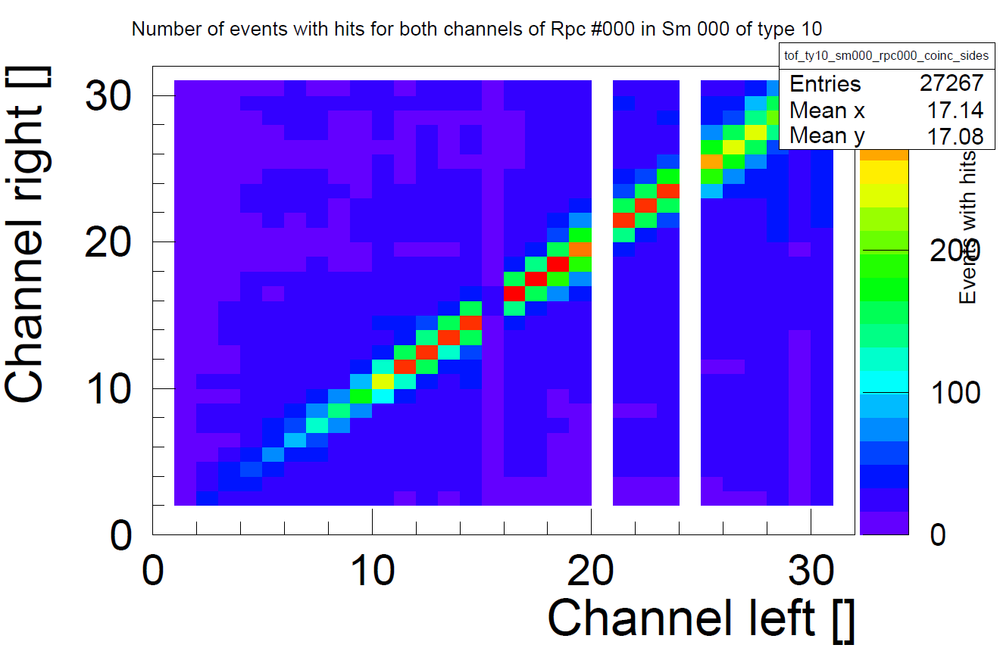 Number of events with hits for both channels of Rpc #000 in Sm 000 of type 10
tof_ty10_sm000_rpc000_coinc_sides
Entries 27267
Mean x 17.14
Mean y 17.08
Channel right []
30
20
10
0
0 10 20 30
Channel left []
200
100
0
Events with hits